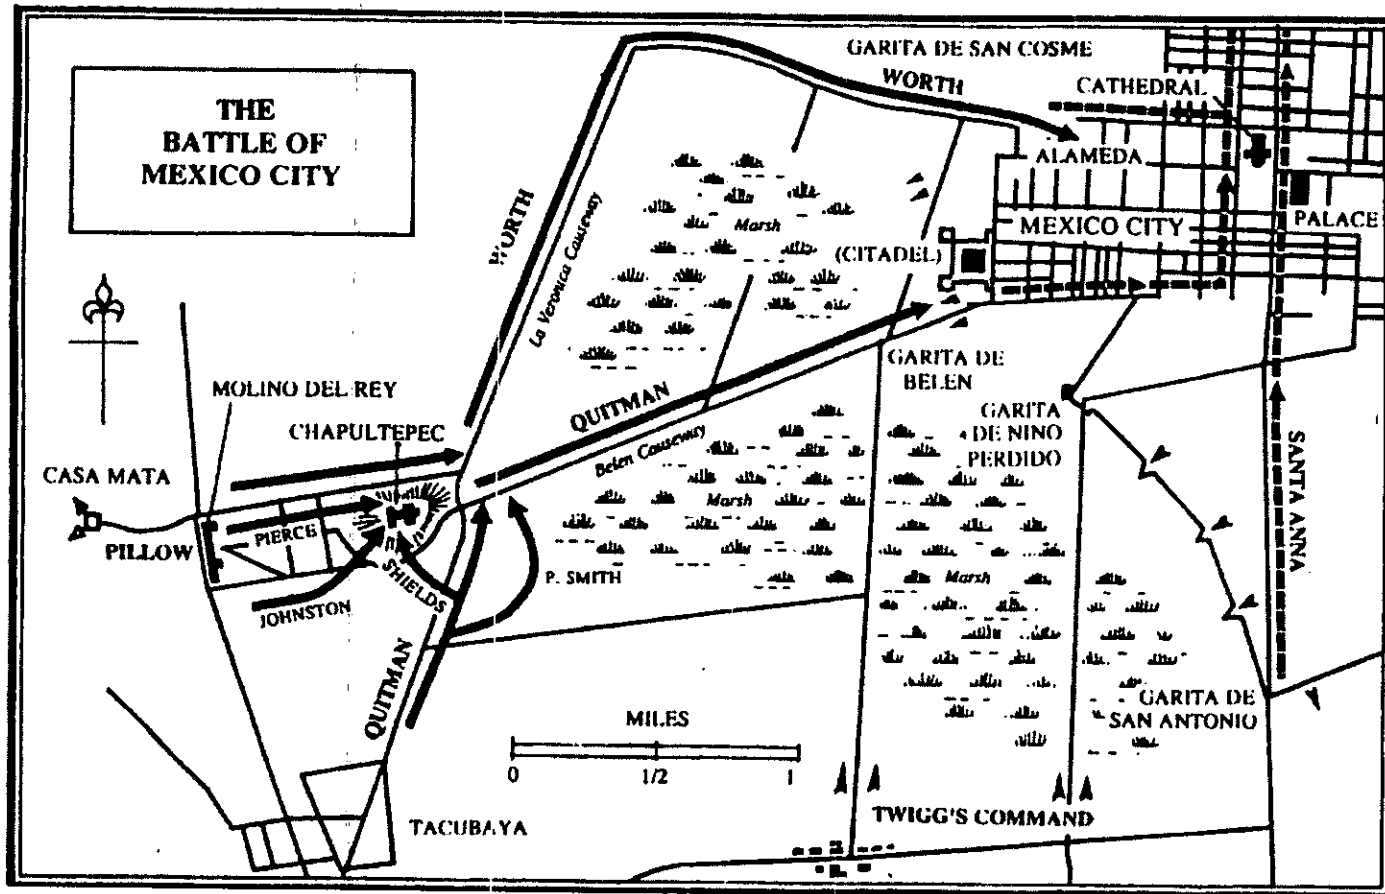 THE
BATTLE OF
MEXICO CITY
GARITA DE SAN COSME
WORTH
CATHEDRAL
ALAMEDA
WORTH
La Veronica Causeway
Marsh
MEXICO CITY
PALACE
(CITADEL)
MOLINO DEL REY
GARITA DE
BELEN
QUITMAN
CHAPULTEPEC
GARITA
DE NINO
PERDIDO
Belen Causeway
CASA MATA
Marsh
SANTA ANNA
PIERCE
PILLOW
SHIELDS
P. SMITH
Marsh
JOHNSTON
QUITMAN
GARITA DE
SAN ANTONIO
MILES
0 1/2 1
TWIGG'S COMMAND
TACUBAYA